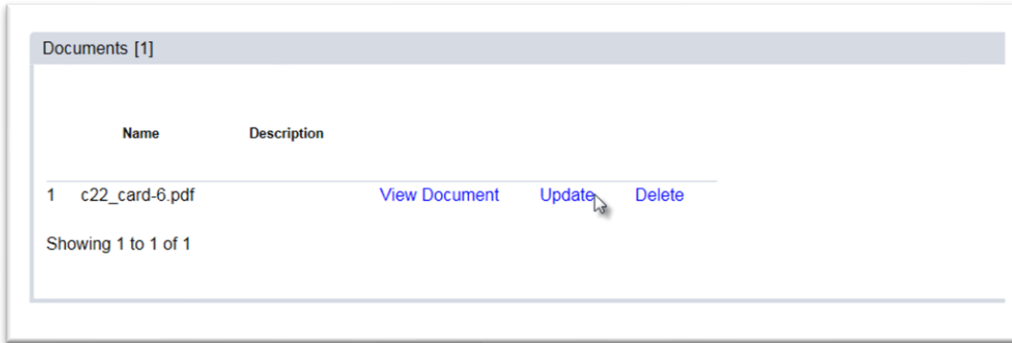 Documents [1]
Name Description
1 c22_card-6.pdf View Document Update Delete
Showing 1 to 1 of 1